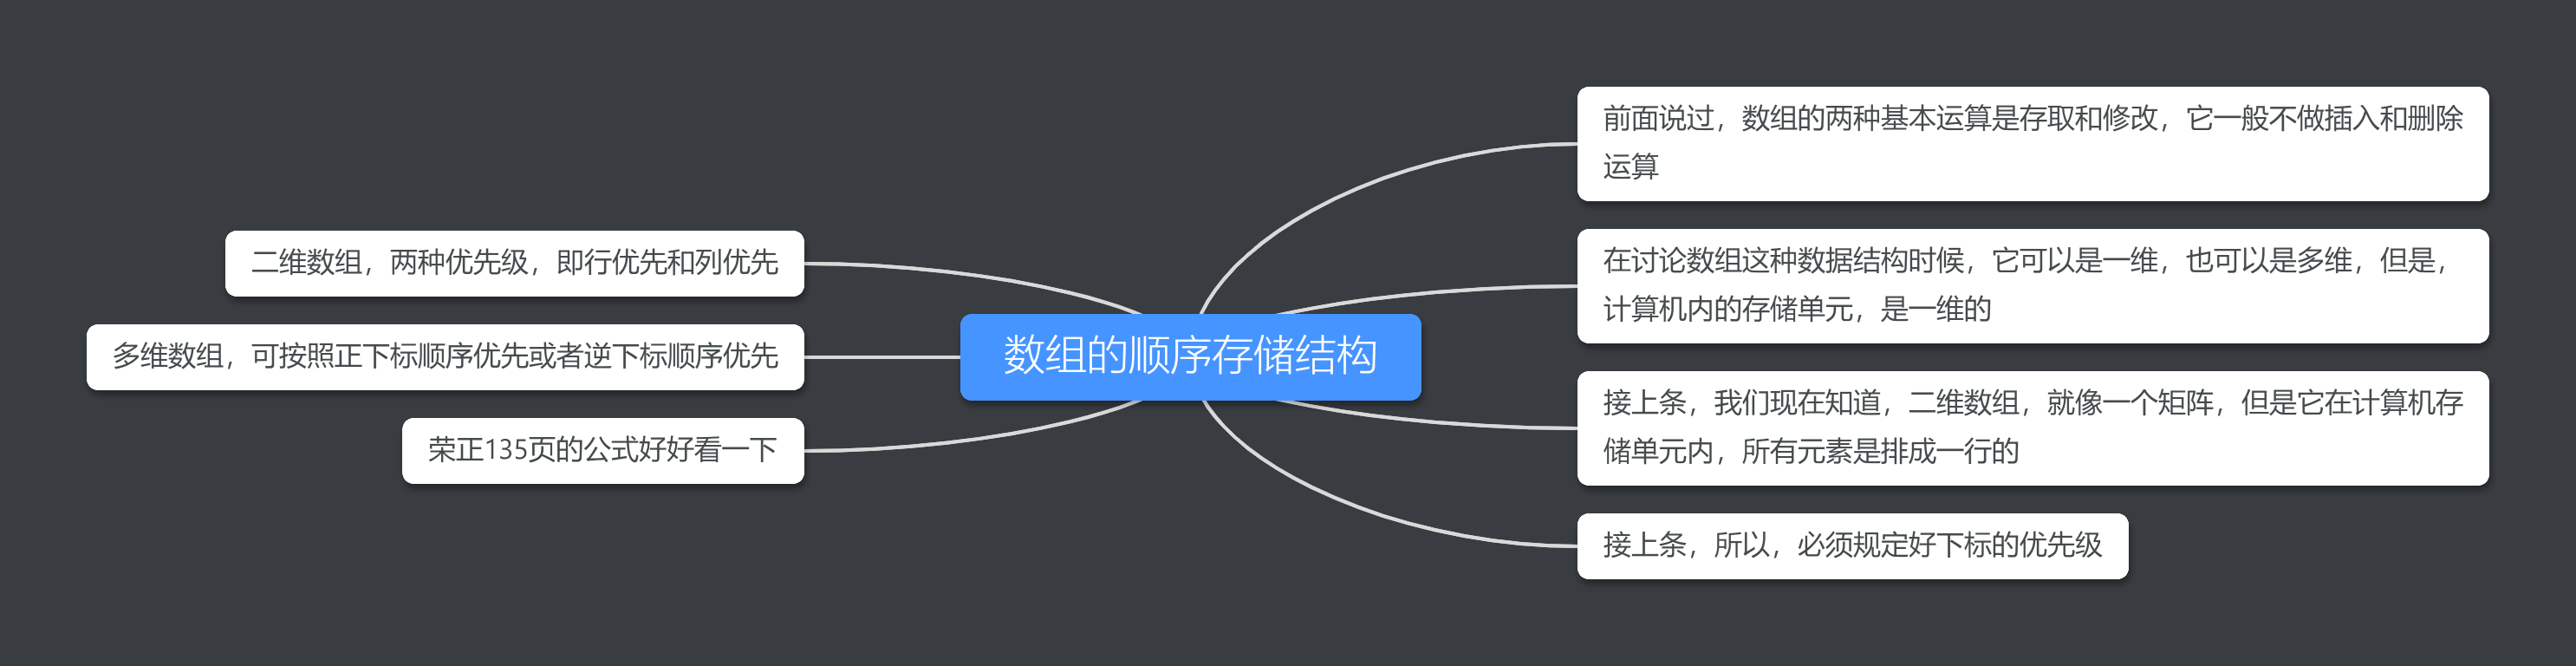 数组的顺序存储结构
前面说过，数组的两种基本运算是存取和修改，它一般不做插入和删除
运算
在讨论数组这种数据结构时候，它可以是一维，也可以是多维，但是，
计算机内的存储单元，是一维的
接上条，我们现在知道，二维数组，就像一个矩阵，但是它在计算机存
储单元内，所有元素是排成一行的
接上条，所以，必须规定好下标的优先级
二维数组，两种优先级，即行优先和列优先
多维数组，可按照正下标顺序优先或者逆下标顺序优先
荣正135页的公式好好看一下